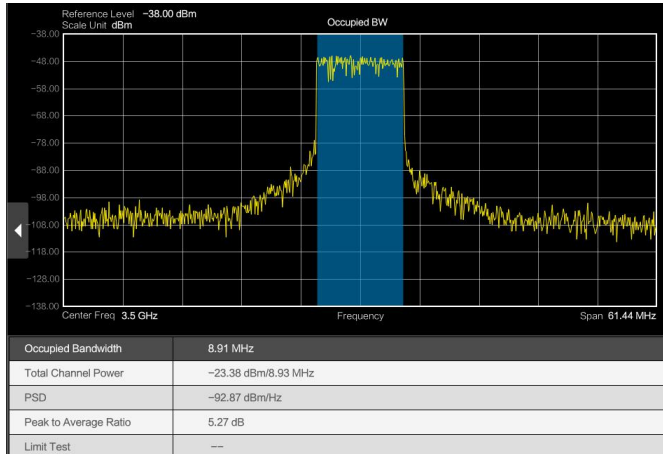 Reference Level −38.00 dBm
Scale Unit dBm
Occupied BW
−38.00
−48.00
−58.00
−68.00
−78.00
−88.00
−98.00
−108.00
−118.00
−128.00
−138.00
Center Freq 3.5 GHz Frequency Span 61.44 MHz
Occupied Bandwidth 8.91 MHz
Total Channel Power −23.38 dBm/8.93 MHz
PSD −92.87 dBm/Hz
Peak to Average Ratio 5.27 dB
Limit Test −−